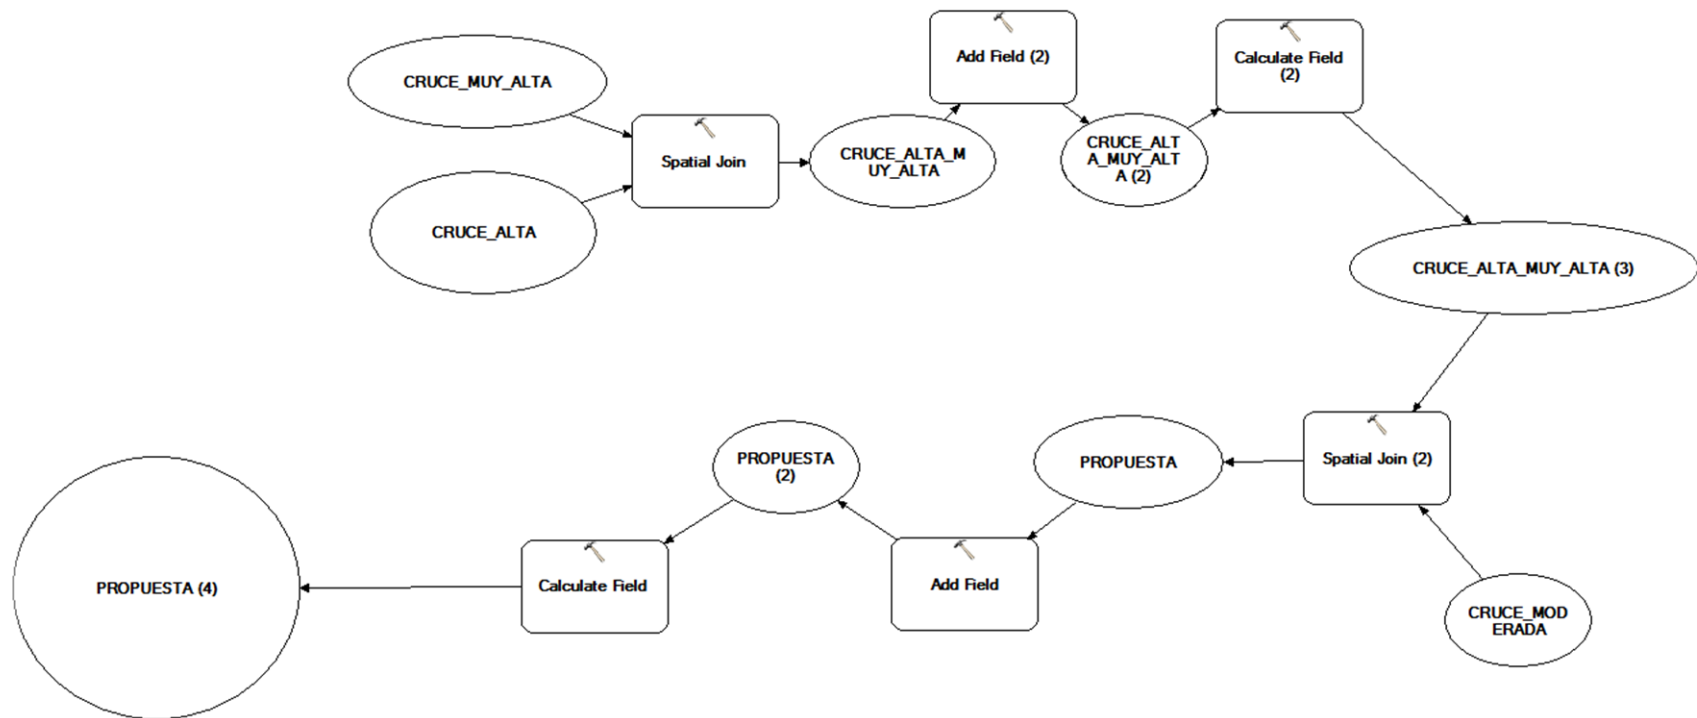 CRUCE_MUY_ALTA
CRUCE_ALTA
Spatial Join
CRUCE_ALTA_M
UY_ALTA
Add Field (2)
CRUCE_ALT
A_MUY_ALT
A (2)
Calculate Field
(2)
CRUCE_ALTA_MUY_ALTA (3)
Spatial Join (2)
CRUCE_MOD
ERADA
PROPUESTA
Add Field
PROPUESTA
(2)
Calculate Field
PROPUESTA (4)